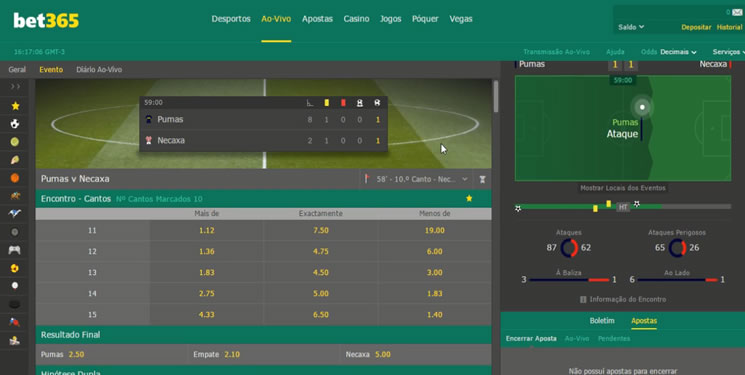 bet365
Desportos Ao-Vivo Apostas Casino Jogos Póquer Vegas
0
Saldo
Depositar Historial
16:17:06 GMT-3
Transmissão Ao-Vivo Ajuda Odds Decimais Serviços
Geral Evento Diário Ao-Vivo
59:00
Pumas 8 1 0 0 1
Necaxa 2 1 0 0 1
Pumas v Necaxa
58' - 10.º Canto - Nec...
Encontro - Cantos Nº Cantos Marcados 10
Mais de Exactamente Menos de
11 1.12 7.50 19.00
12 1.36 4.75 6.00
13 1.83 4.50 3.00
14 2.75 5.00 1.83
15 4.33 6.50 1.40
Resultado Final
Pumas 2.50 Empate 2.10 Necaxa 5.00
Hipótese Dupla
Pumas 1 1 Necaxa
59:00
Pumas
Ataque
Mostrar Locais dos Eventos
HT
Ataques Ataques Perigosos
87 62 65 26
À Baliza Ao Lado
3 1 6 1
Informação do Encontro
Boletim Apostas
Encerrar Aposta Ao-Vivo Pendentes
Não possui apostas para encerrar